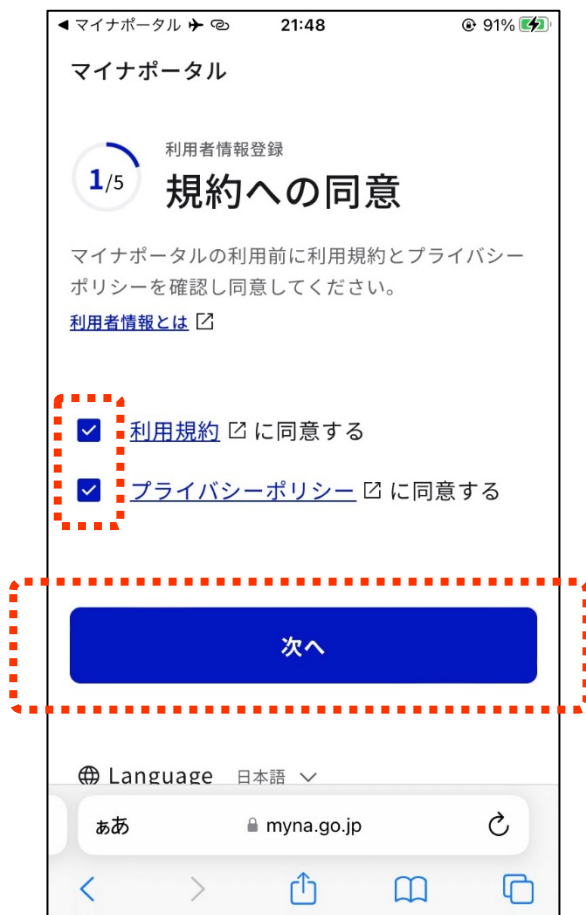 マイナポータル 21:48 91%
マイナポータル
利用者情報登録
1/5
規約への同意
マイナポータルの利用前に利用規約とプライバシー
ポリシーを確認し同意してください。
利用者情報とは
利用規約 に同意する
プライバシーポリシー に同意する
次へ
Language 日本語
ぁあ myna.go.jp